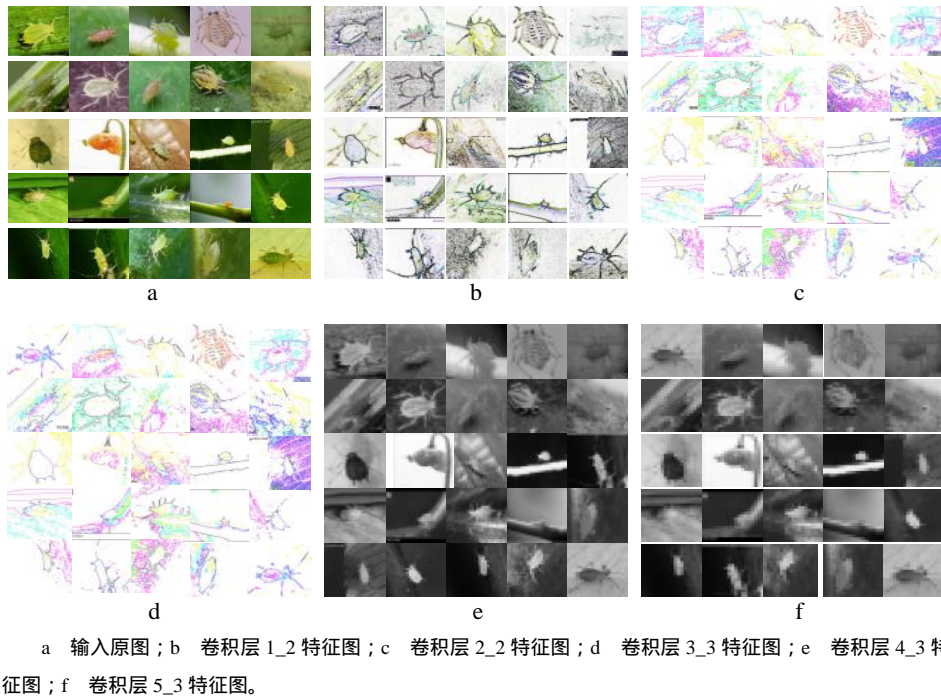 a
b
c
d
e
f
a 输入原图；b 卷积层 1_2 特征图；c 卷积层 2_2 特征图；d 卷积层 3_3 特征图；e 卷积层 4_3 特
征图；f 卷积层 5_3 特征图。